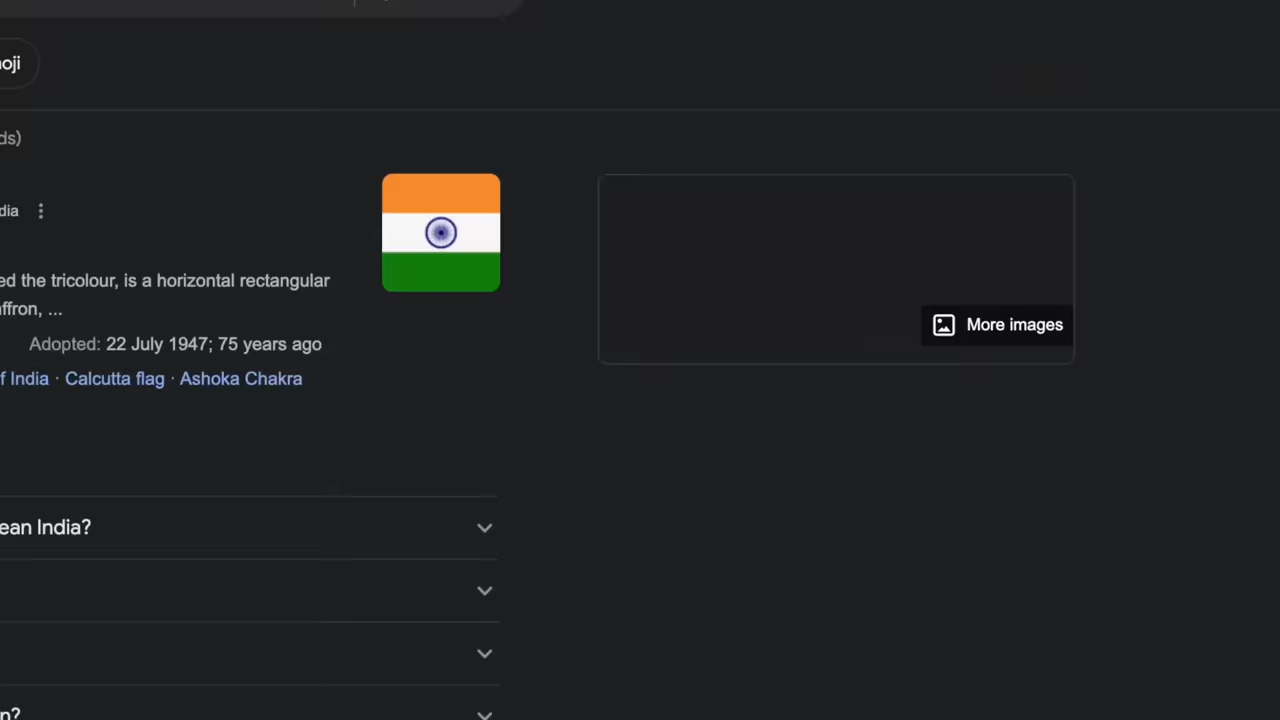 oji
ds)
dia
ed the tricolour, is a horizontal rectangular
affron, ...
Adopted: 22 July 1947; 75 years ago
f India · Calcutta flag · Ashoka Chakra
More images
ean India?
n?